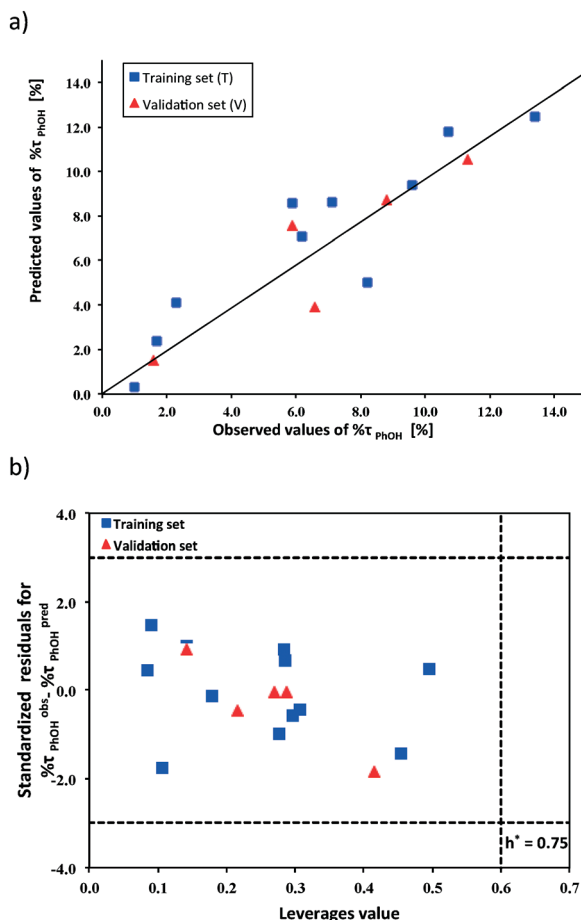 a)
Training set (T)
Validation set (V)
Predicted values of %τ PhOH [%]
14.0
12.0
10.0
8.0
6.0
4.0
2.0
0.0
0.0 2.0 4.0 6.0 8.0 10.0 12.0 14.0
Observed values of %τ PhOH [%]
b)
Training set
Validation set
Standardized residuals for
%τ PhOH obs- %τ PhOH pred
4.0
2.0
0.0
-2.0
-4.0
h* = 0.75
0.0 0.1 0.2 0.3 0.4 0.5 0.6 0.7
Leverages value